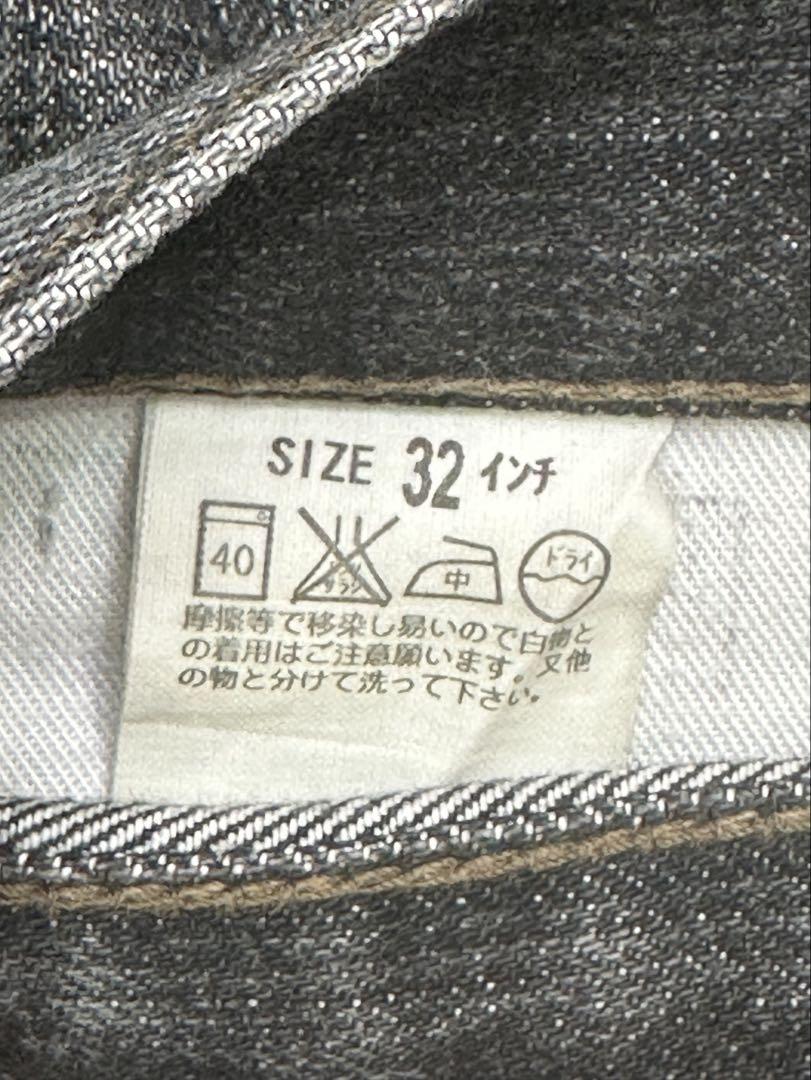 SIZE 32 インチ
40 中 ドライ
摩擦等で移染し易いので白物と
の着用はご注意願います。又他
の物と分けて洗って下さい。